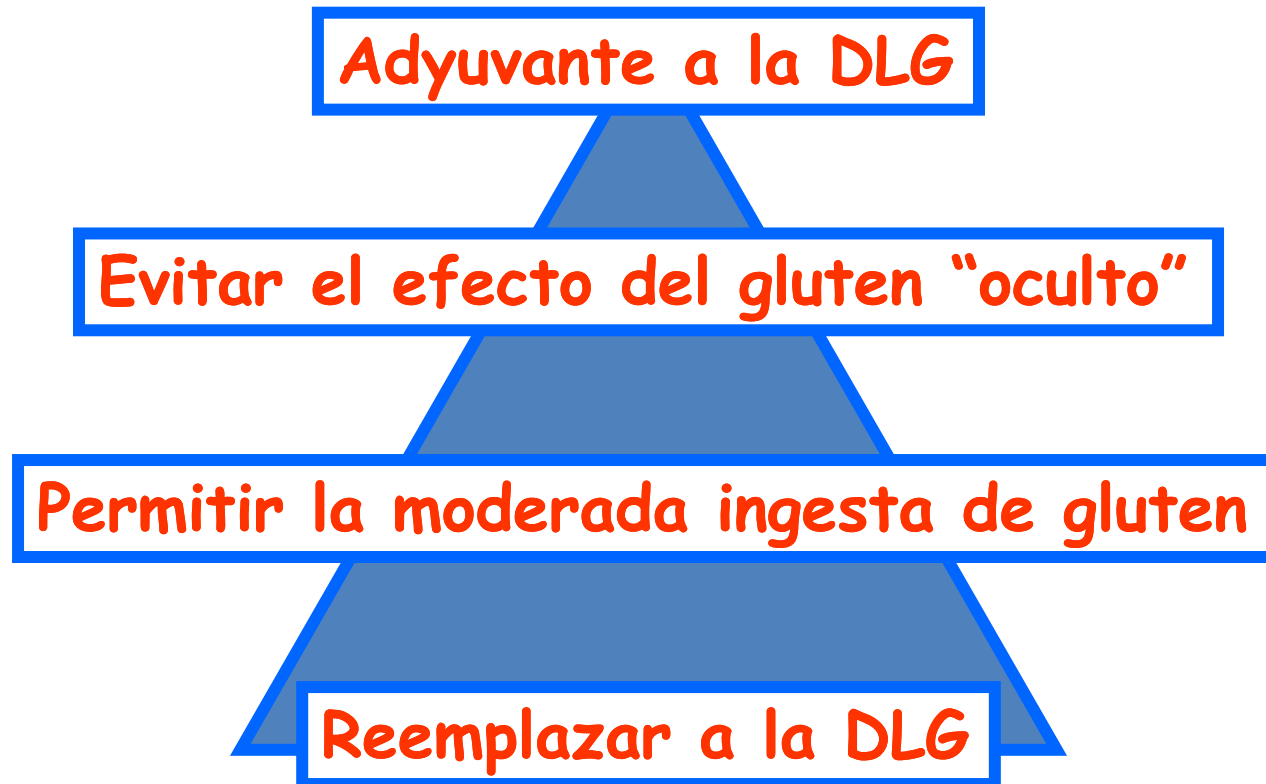 Adyuvante a la DLG
Evitar el efecto del gluten “oculto”
Permitir la moderada ingesta de gluten
Reemplazar a la DLG